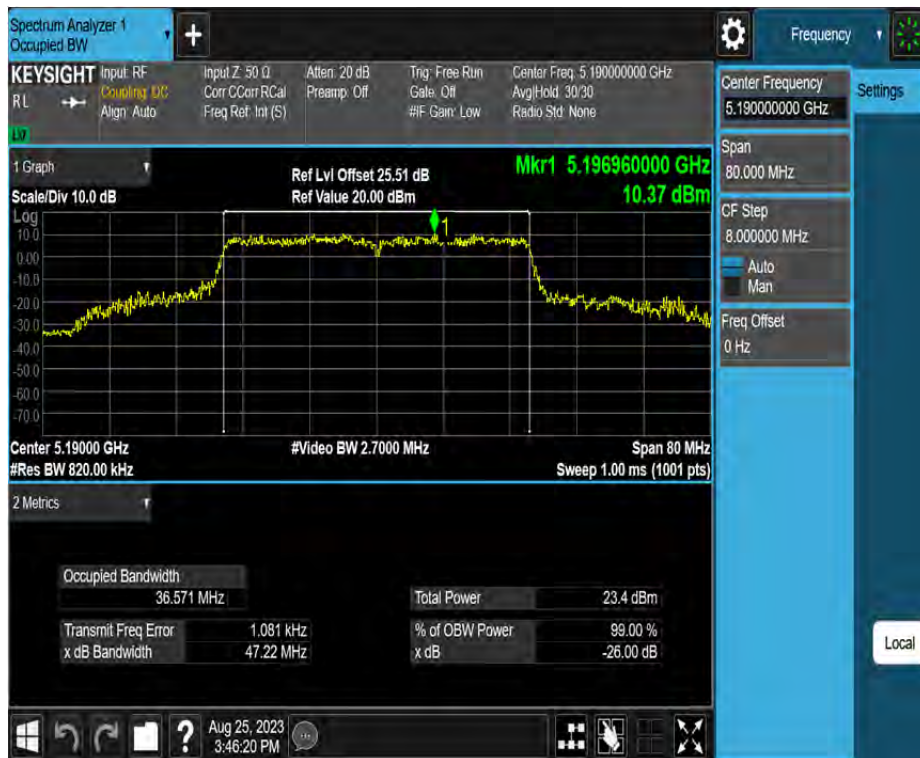 Spectrum Analyzer 1
Occupied BW
+
Frequency
KEYSIGHT
RL
Input: RF
Coupling: DC
Align: Auto
Input Z: 50 Ω
Corr CCorr RCal
Freq Ref: Int (S)
Atten: 20 dB
Preamp: Off
Trig: Free Run
Gate: Off
#IF Gain: Low
Center Freq: 5.190000000 GHz
Avg|Hold: 30/30
Radio Std: None
Center Frequency
5.190000000 GHz
Settings
Span
80.000 MHz
CF Step
8.000000 MHz
Auto
Man
Freq Offset
0 Hz
1 Graph
Scale/Div 10.0 dB
Ref Lvl Offset 25.51 dB
Ref Value 20.00 dBm
Mkr1 5.196960000 GHz
10.37 dBm
Log
10.0
0.00
-10.0
-20.0
-30.0
-40.0
-50.0
-60.0
-70.0
1
Center 5.19000 GHz
#Res BW 820.00 kHz
#Video BW 2.7000 MHz
Span 80 MHz
Sweep 1.00 ms (1001 pts)
2 Metrics
Occupied Bandwidth
36.571 MHz
Transmit Freq Error 1.081 kHz
x dB Bandwidth 47.22 MHz
Total Power 23.4 dBm
% of OBW Power 99.00 %
x dB -26.00 dB
Local
?
Aug 25, 2023
3:46:20 PM